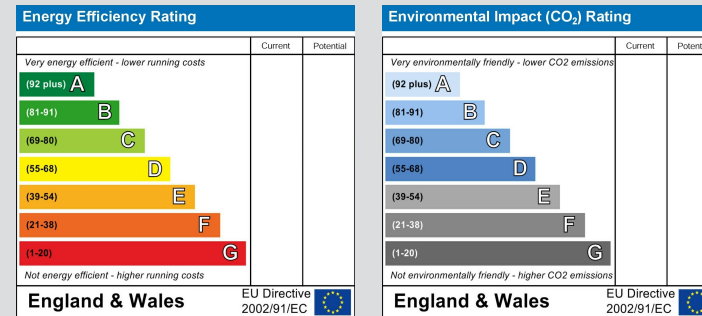 Energy Efficiency Rating
Current Potential
Very energy efficient - lower running costs
(92 plus) A
(81-91) B
(69-80) C
(55-68) D
(39-54) E
(21-38) F
(1-20) G
Not energy efficient - higher running costs
England & Wales
EU Directive
2002/91/EC
Environmental Impact (CO₂) Rating
Current Potent
Very environmentally friendly - lower CO2 emissions
(92 plus) A
(81-91) B
(69-80) C
(55-68) D
(39-54) E
(21-38) F
(1-20) G
Not environmentally friendly - higher CO2 emissions
England & Wales
EU Directive
2002/91/EC